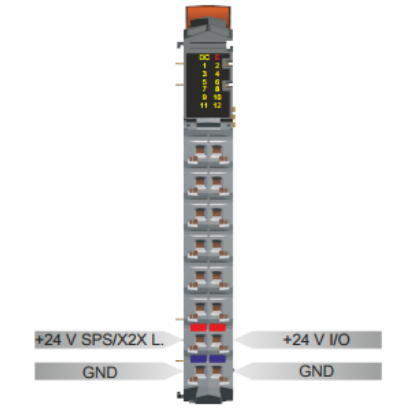 DC E
1 2
3 4
5 6
7 8
9 10
11 12
+24 V SPS/X2X L.
+24 V I/O
GND
GND